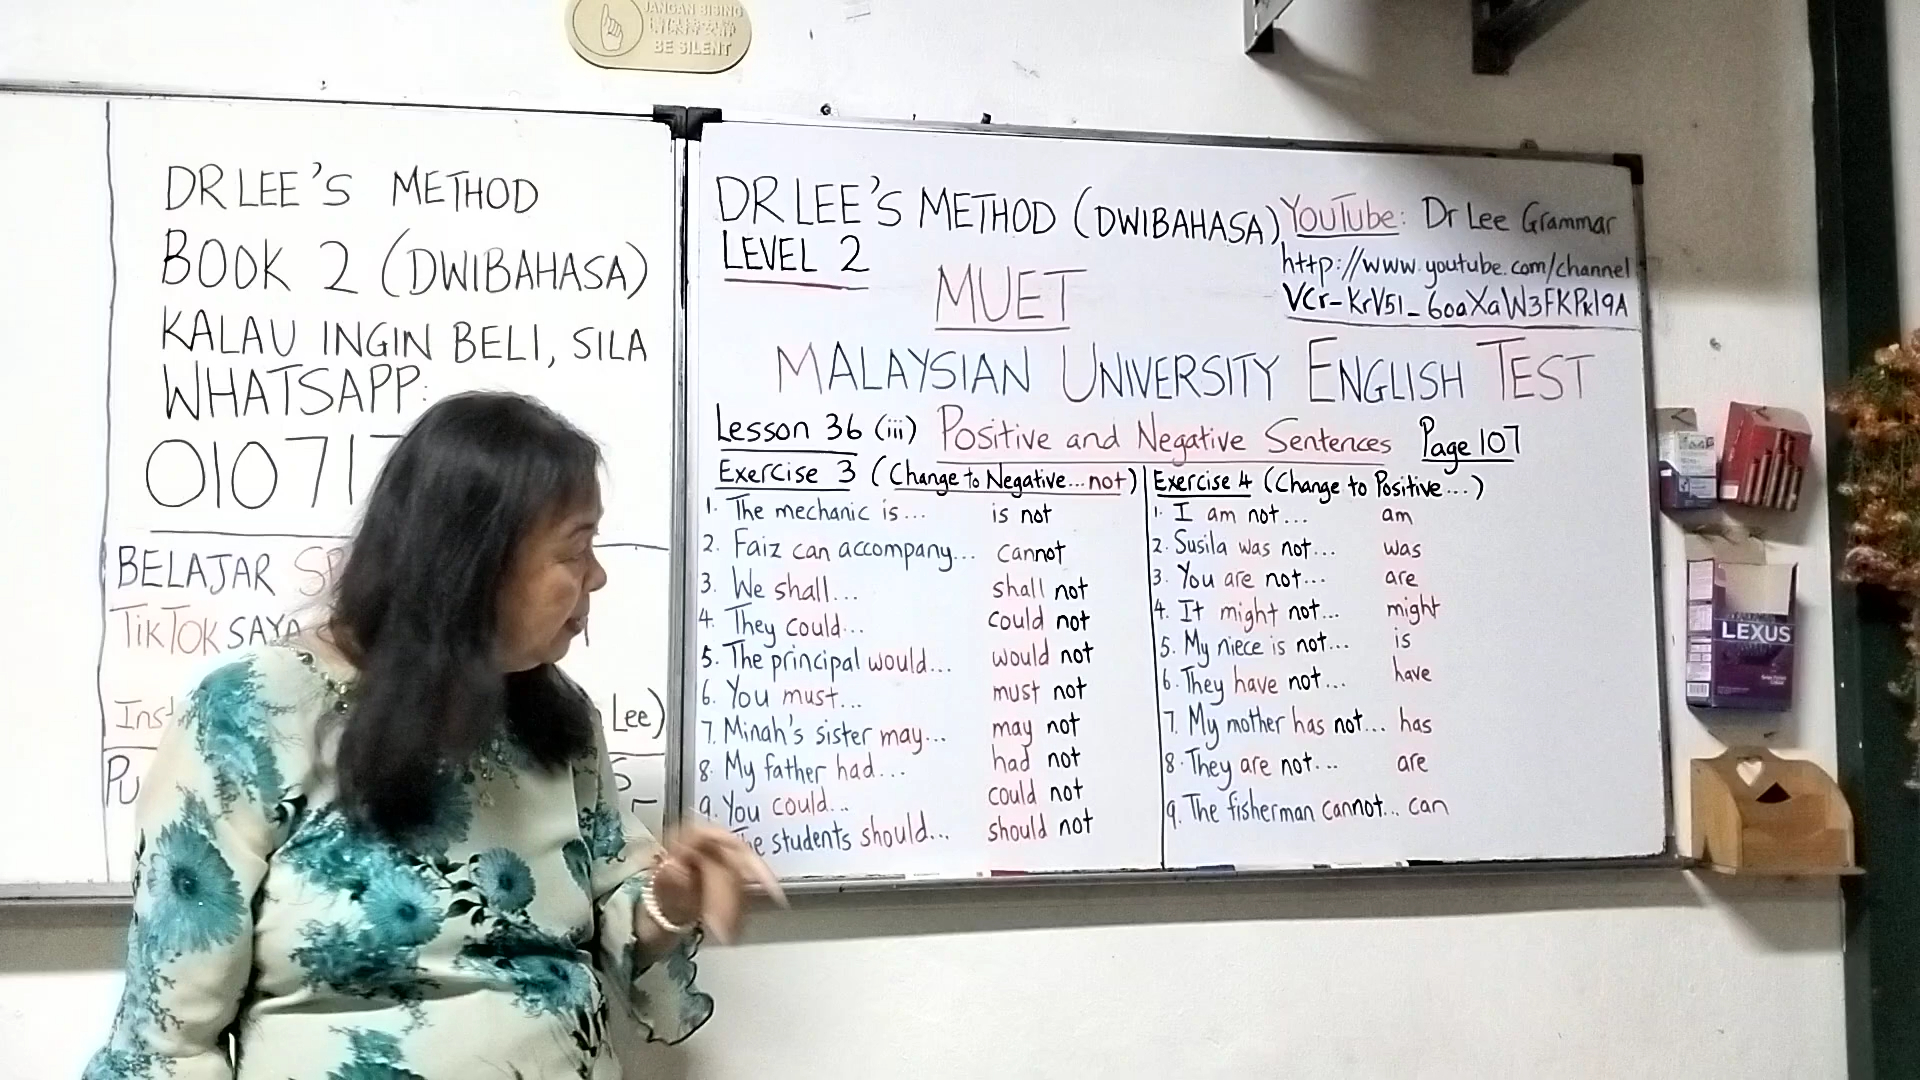 JANGAN BISING
BE SILENT
DR LEE'S METHOD
BOOK 2 (DWIBAHASA)
KALAU INGIN BELI, SILA
WHATSAPP:
01071
BELAJAR
TikTok SAYA
Lee)
DR LEE'S METHOD (DWIBAHASA)
LEVEL 2
YouTube: Dr Lee Grammar
http://www.youtube.com/channel
VCr-KrV51_6oaXaW3FKPkl9A
MUET
MALAYSIAN UNIVERSITY ENGLISH TEST
Lesson 36 (iii) Positive and Negative Sentences Page 107
Exercise 3 (Change to Negative...not)
1. The mechanic is... is not
2. Faiz can accompany... cannot
3. We shall... shall not
4. They could... could not
5. The principal would... would not
6. You must... must not
7. Minah's sister may... may not
8. My father had... had not
9. You could... could not
students should... should not
Exercise 4 (Change to Positive...)
1. I am not... am
2. Susila was not... was
3. You are not... are
4. It might not... might
5. My niece is not... is
6. They have not... have
7. My mother has not... has
8. They are not... are
9. The fisherman cannot... can
LEXUS